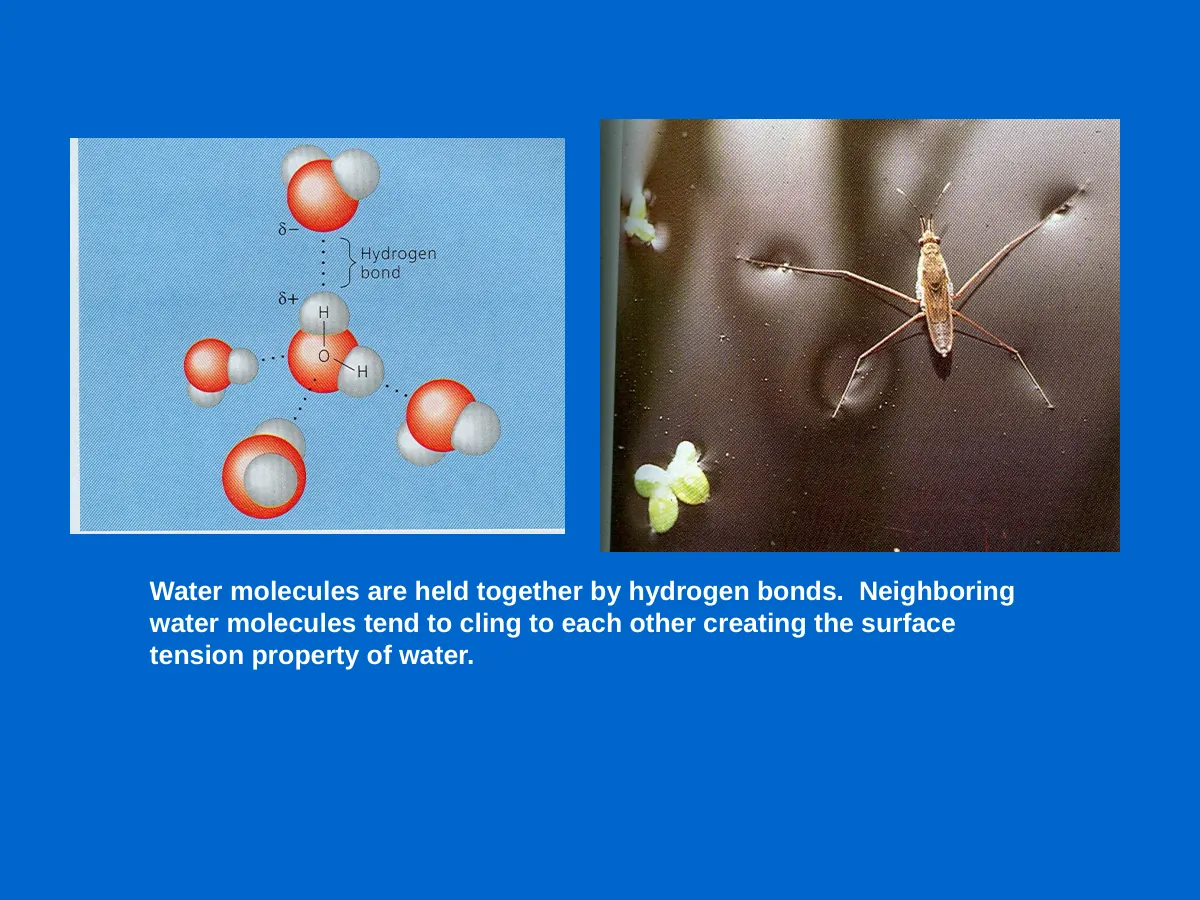 δ−
Hydrogen
bond
δ+
H
O
H
Water molecules are held together by hydrogen bonds.  Neighboring
water molecules tend to cling to each other creating the surface
tension property of water.